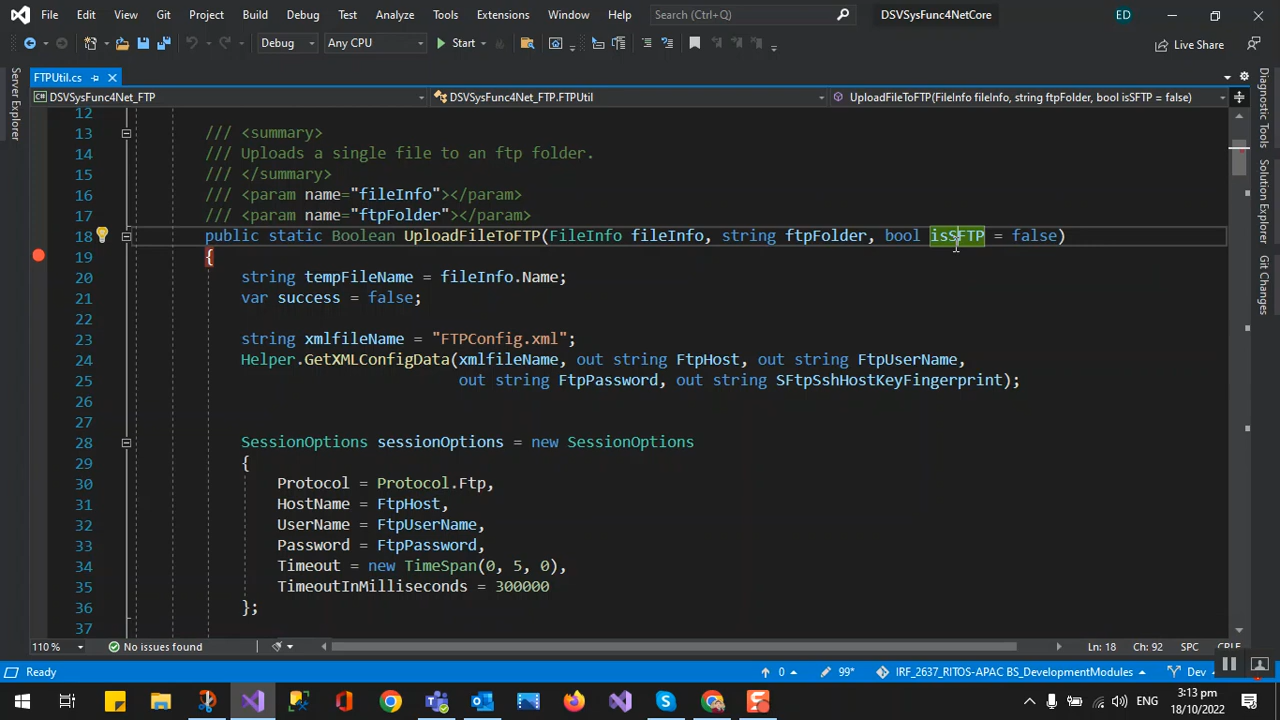 File Edit View Git Project Build Debug Test Analyze Tools Extensions Window Help Search (Ctrl+Q) DSVSysFunc4NetCore ED
Debug Any CPU Start Live Share
FTPUtil.cs
DSVSysFunc4Net_FTP DSVSysFunc4Net_FTP.FTPUtil UploadFileToFTP(FileInfo fileInfo, string ftpFolder, bool isSFTP = false)
Server Explorer
Diagnostic Tools
Solution Explorer
Git Changes
12
13 /// <summary>
14 /// Uploads a single file to an ftp folder.
15 /// </summary>
16 /// <param name="fileInfo"></param>
17 /// <param name="ftpFolder"></param>
18 public static Boolean UploadFileToFTP(FileInfo fileInfo, string ftpFolder, bool isSFTP = false)
19 {
20 string tempFileName = fileInfo.Name;
21 var success = false;
22
23 string xmlfileName = "FTPConfig.xml";
24 Helper.GetXMLConfigData(xmlfileName, out string FtpHost, out string FtpUserName,
25 out string FtpPassword, out string SFtpSshHostKeyFingerprint);
26
27
28 SessionOptions sessionOptions = new SessionOptions
29 {
30 Protocol = Protocol.Ftp,
31 HostName = FtpHost,
32 UserName = FtpUserName,
33 Password = FtpPassword,
34 Timeout = new TimeSpan(0, 5, 0),
35 TimeoutInMilliseconds = 300000
36 };
37
110 % No issues found Ln: 18 Ch: 92 SPC CRLF
Ready 0 99* IRF_2637_RITOS-APAC BS_DevelopmentModules Dev
ENG 3:13 pm
18/10/2022